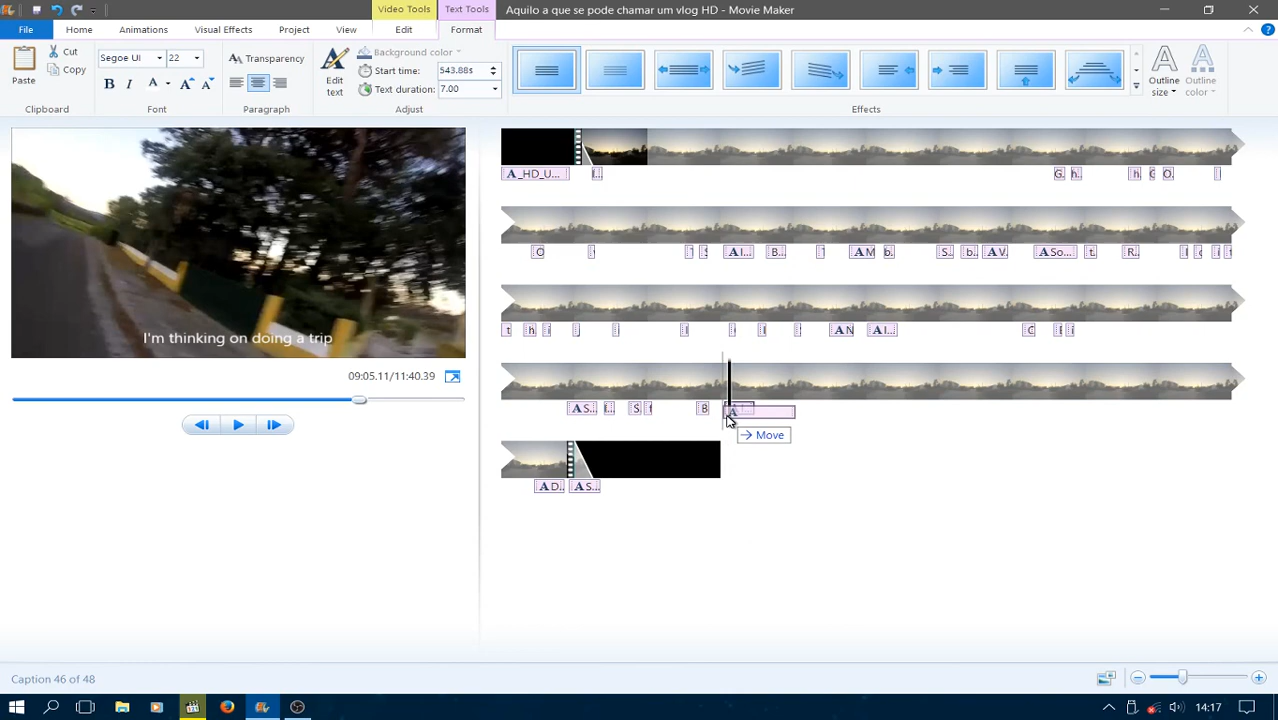 Video Tools
Text Tools
Aquilo a que se pode chamar um vlog HD - Movie Maker
File
Home
Animations
Visual Effects
Project
View
Edit
Format
Paste
Cut
Copy
Clipboard
Segoe UI
22
B I A A A
Font
Transparency
Paragraph
Edit text
Background color
Start time: 543.88s
Text duration: 7.00
Adjust
Effects
Outline size
Outline color
I'm thinking on doing a trip
09:05.11/11:40.39
A _HD_U...
I...
G. h... h. O.
O
S A I... B... A M b. S... b. A V. A So... t. R.
t h i A N A I... C
A S... I... S B A
Move
A D. A S...
Caption 46 of 48
14:17